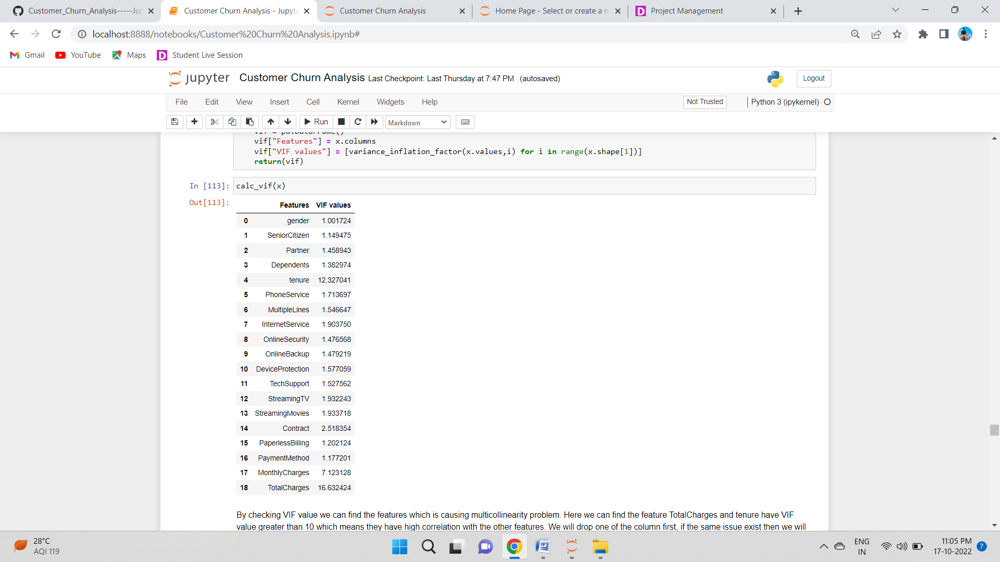 Customer_Churn_Analysis-----Ju
Customer Churn Analysis - Jupyt
Customer Churn Analysis
Home Page - Select or create a n
Project Management
localhost:8888/notebooks/Customer%20Churn%20Analysis.ipynb#
Gmail
YouTube
Maps
Student Live Session
jupyter
Customer Churn Analysis Last Checkpoint: Last Thursday at 7:47 PM (autosaved)
Logout
File Edit View Insert Cell Kernel Widgets Help
Not Trusted
Python 3 (ipykernel)
Run
Markdown
vif = pd.DataFrame()
vif["Features"] = x.columns
vif["VIF values"] = [variance_inflation_factor(x.values,i) for i in range(x.shape[1])]
return(vif)
In [113]: calc_vif(x)
Out[113]:
Features VIF values
0 gender 1.001724
1 SeniorCitizen 1.149475
2 Partner 1.458943
3 Dependents 1.382974
4 tenure 12.327041
5 PhoneService 1.713697
6 MultipleLines 1.546647
7 InternetService 1.903750
8 OnlineSecurity 1.476568
9 OnlineBackup 1.479219
10 DeviceProtection 1.577059
11 TechSupport 1.527562
12 StreamingTV 1.932243
13 StreamingMovies 1.933718
14 Contract 2.518354
15 PaperlessBilling 1.202124
16 PaymentMethod 1.177201
17 MonthlyCharges 7.123128
18 TotalCharges 16.632424
By checking VIF value we can find the features which is causing multicollinearity problem. Here we can find the feature TotalCharges and tenure have VIF
value greater than 10 which means they have high correlation with the other features. We will drop one of the column first, if the same issue exist then we will
28°C
AQI 119
ENG
IN
11:05 PM
17-10-2022
7